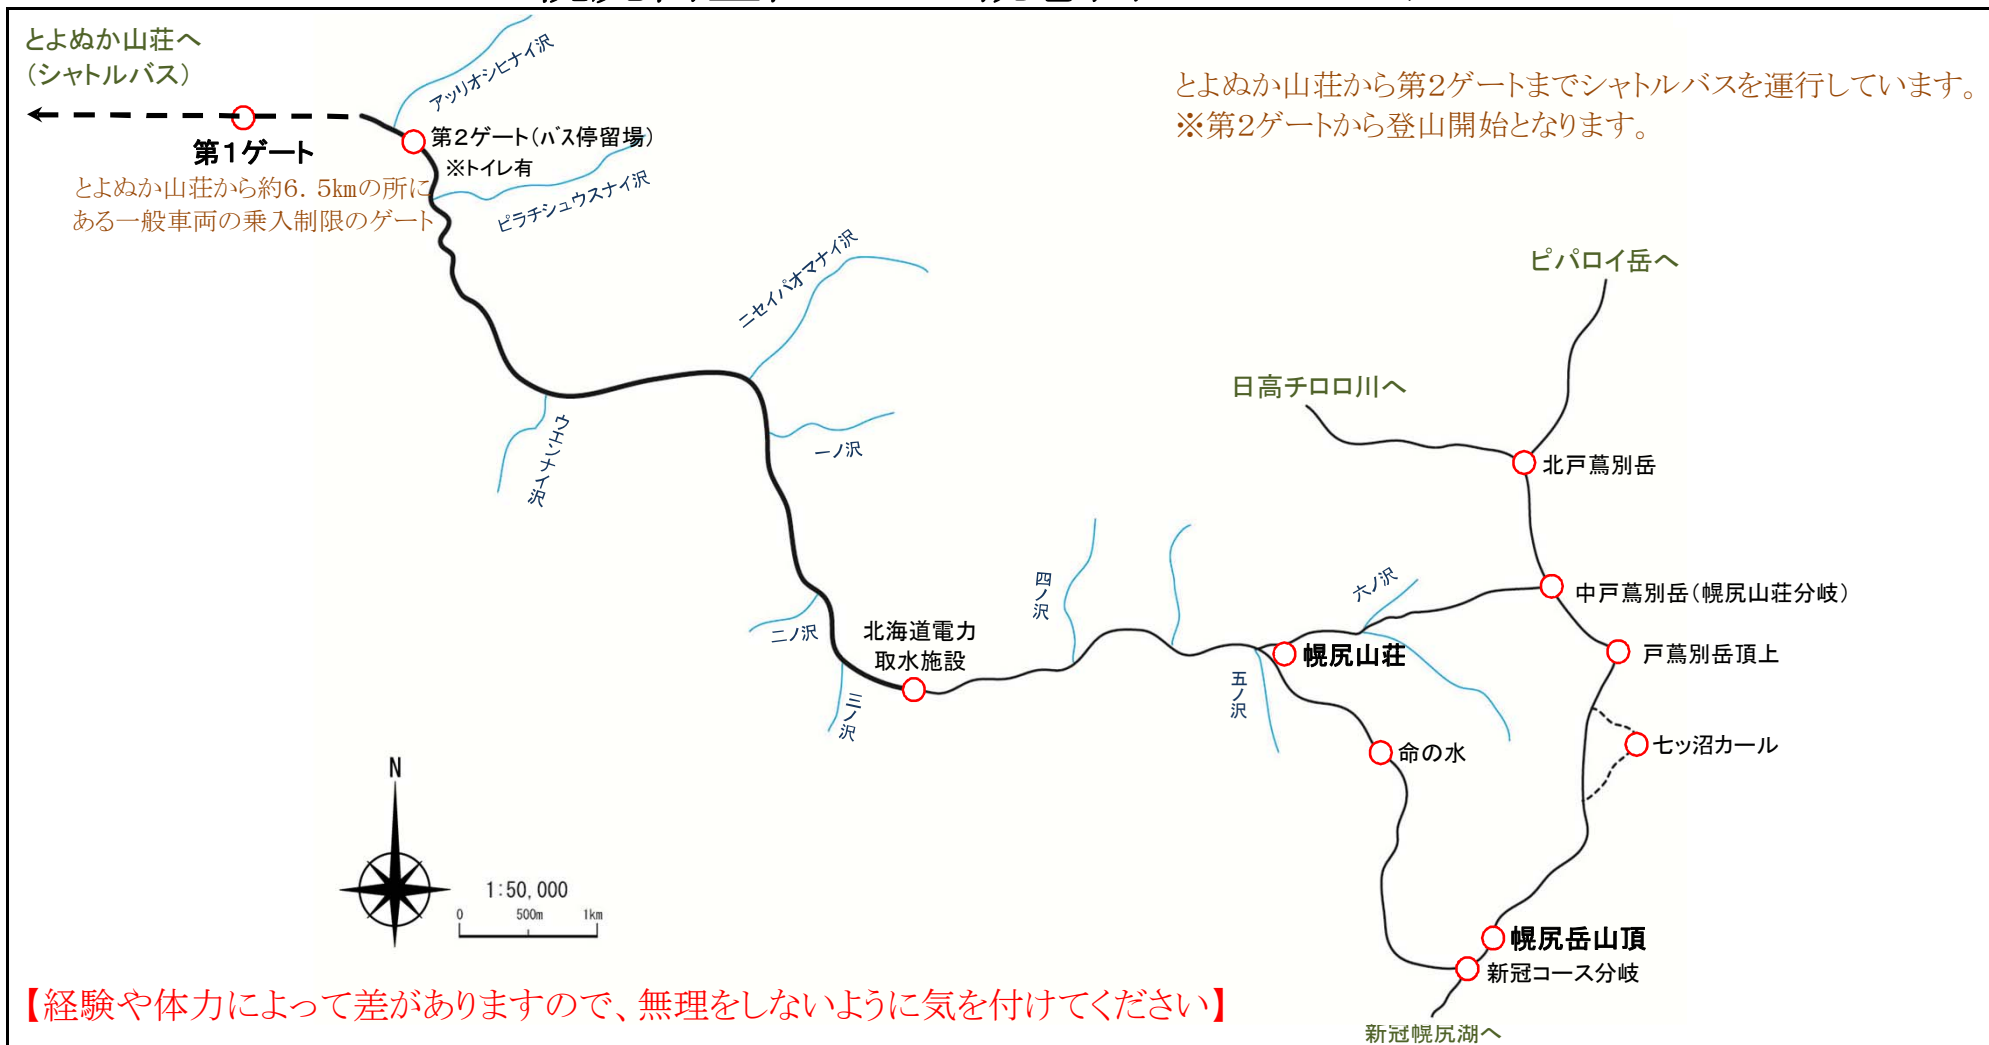 とよぬか山荘へ
(シャトルバス)
アッリオシヒナイ沢
とよぬか山荘から第2ゲートまでシャトルバスを運行しています。
※第2ゲートから登山開始となります。
第1ゲート
第2ゲート(バス停留場)
※トイレ有
とよぬか山荘から約6.5㎞の所に
ある一般車両の乗入制限のゲート
ピラチシュウスナイ沢
ニセイパオマナイ沢
ピパロイ岳へ
日高チロロ川へ
ウエンナイ沢
一ノ沢
北戸蔦別岳
四ノ沢
六ノ沢
中戸蔦別岳(幌尻山荘分岐)
二ノ沢
北海道電力
取水施設
幌尻山荘
戸蔦別岳頂上
三ノ沢
五ノ沢
命の水
七ッ沼カール
N
1:50,000
0 500m 1km
幌尻岳山頂
新冠コース分岐
【経験や体力によって差がありますので、無理をしないように気を付けてください】
新冠幌尻湖へ